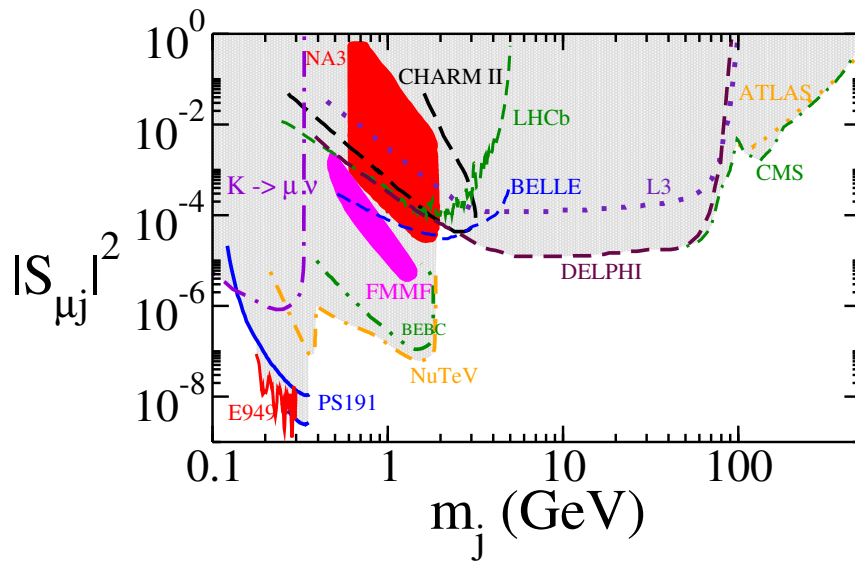 10^0
NA3
CHARM II
ATLAS
LHCb
10^-2
K -> μ ν
BELLE
L3
CMS
10^-4
|S_μj|^2
FMMF
DELPHI
10^-6
BEBC
NuTeV
10^-8
E949
PS191
0.1 1 10 100
m_j (GeV)